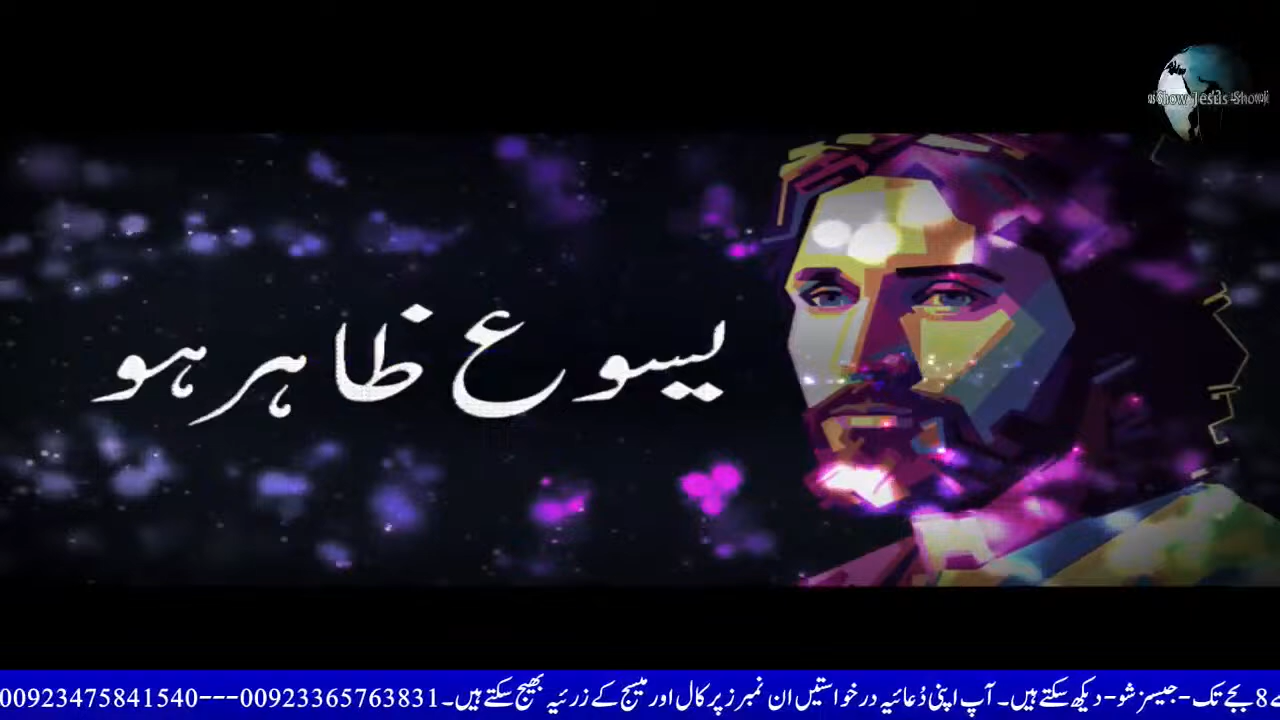 Show Jesus Show
یسوع ظاہر ہو
8 بجے تک-جیسز شو- دیکھ سکتے ہیں۔ آپ اپنی دُعائیہ درخواستیں ان نمبرز پر کال اور میسج کے زرئیہ بھیج سکتے ہیں۔ 00923365763831---00923475841540